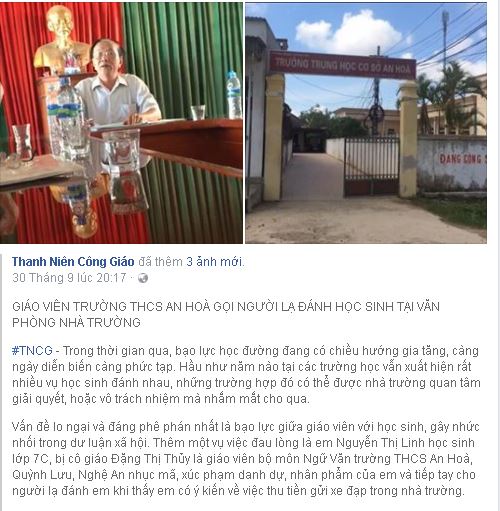 TRƯỜNG TRUNG HỌC CƠ SỞ AN HOÀ
ĐẢNG CỘNG S
Thanh Niên Công Giáo đã thêm 3 ảnh mới.
30 Tháng 9 lúc 20:17 ·
GIÁO VIÊN TRƯỜNG THCS AN HOÀ GỌI NGƯỜI LẠ ĐÁNH HỌC SINH TẠI VĂN
PHÒNG NHÀ TRƯỜNG
#TNCG - Trong thời gian qua, bạo lực học đường đang có chiều hướng gia tăng, càng
ngày diễn biến càng phức tạp. Hầu như năm nào tại các trường học vẫn xuất hiện rất
nhiều vụ học sinh đánh nhau, những trường hợp đó có thể được nhà trường quan tâm
giải quyết, hoặc vô trách nhiệm mà nhắm mắt cho qua.
Vấn đề lo ngại và đáng phê phán nhất là bạo lực giữa giáo viên với học sinh, gây nhức
nhối trong dư luận xã hội. Thêm một vụ việc đau lòng là em Nguyễn Thị Linh học sinh
lớp 7C, bị cô giáo Đặng Thị Thủy là giáo viên bộ môn Ngữ Văn trường THCS An Hoà,
Quỳnh Lưu, Nghệ An nhục mã, xúc phạm danh dự, nhân phẩm của em và tiếp tay cho
người lạ đánh em khi thấy em có ý kiến về việc thu tiền gửi xe đạp trong nhà trường.